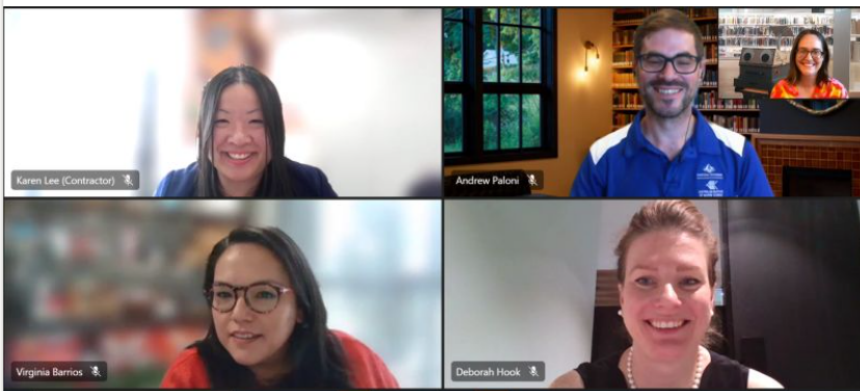 Karen Lee (Contractor)
Andrew Paloni
Virginia Barrios
Deborah Hook